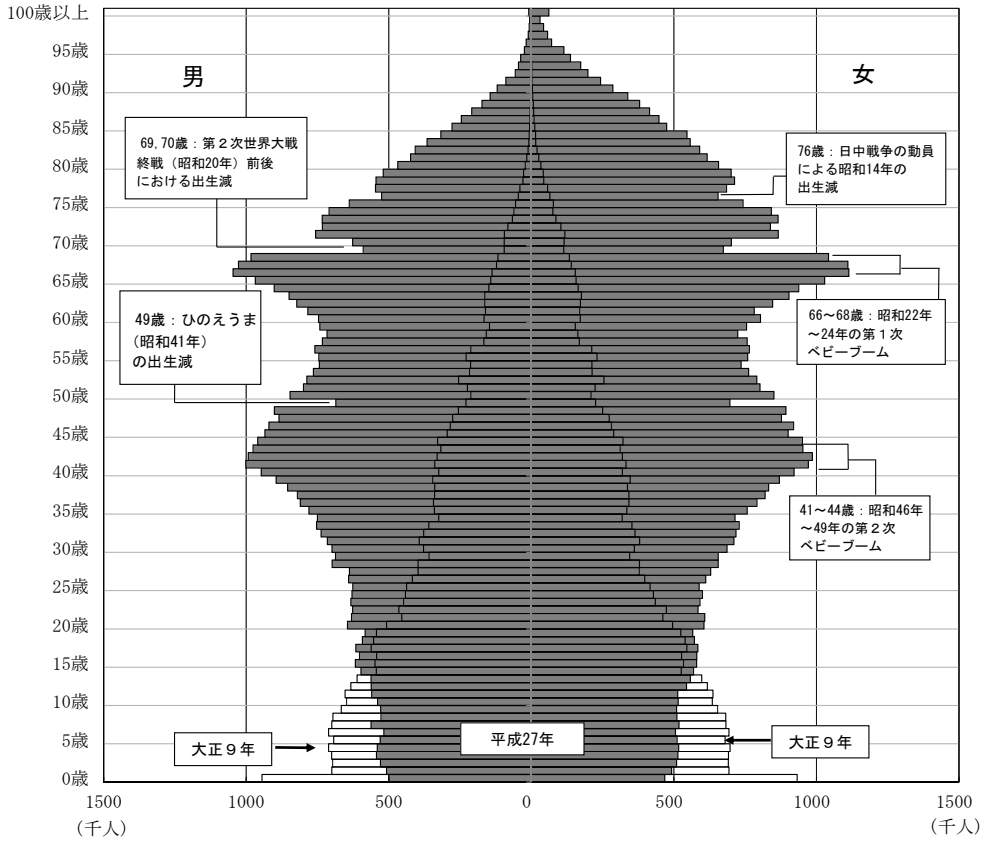 100歳以上
95歳
90歳
85歳
80歳
75歳
70歳
65歳
60歳
55歳
50歳
45歳
40歳
35歳
30歳
25歳
20歳
15歳
10歳
5歳
0歳
男
女
69,70歳：第２次世界大戦
終戦（昭和20年）前後
における出生減
76歳：日中戦争の動員
による昭和14年の
出生減
49歳：ひのえうま
（昭和41年）
の出生減
66～68歳：昭和22年
～24年の第１次
ベビーブーム
41～44歳：昭和46年
～49年の第２次
ベビーブーム
大正９年
平成27年
大正９年
1500 1000 500 0 500 1000 1500
（千人） （千人）